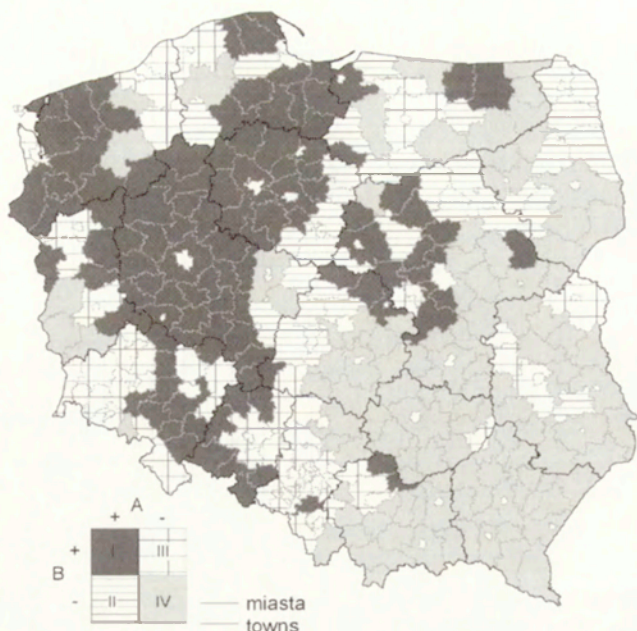 A
+ -
B + I III
- II IV
miasta
towns